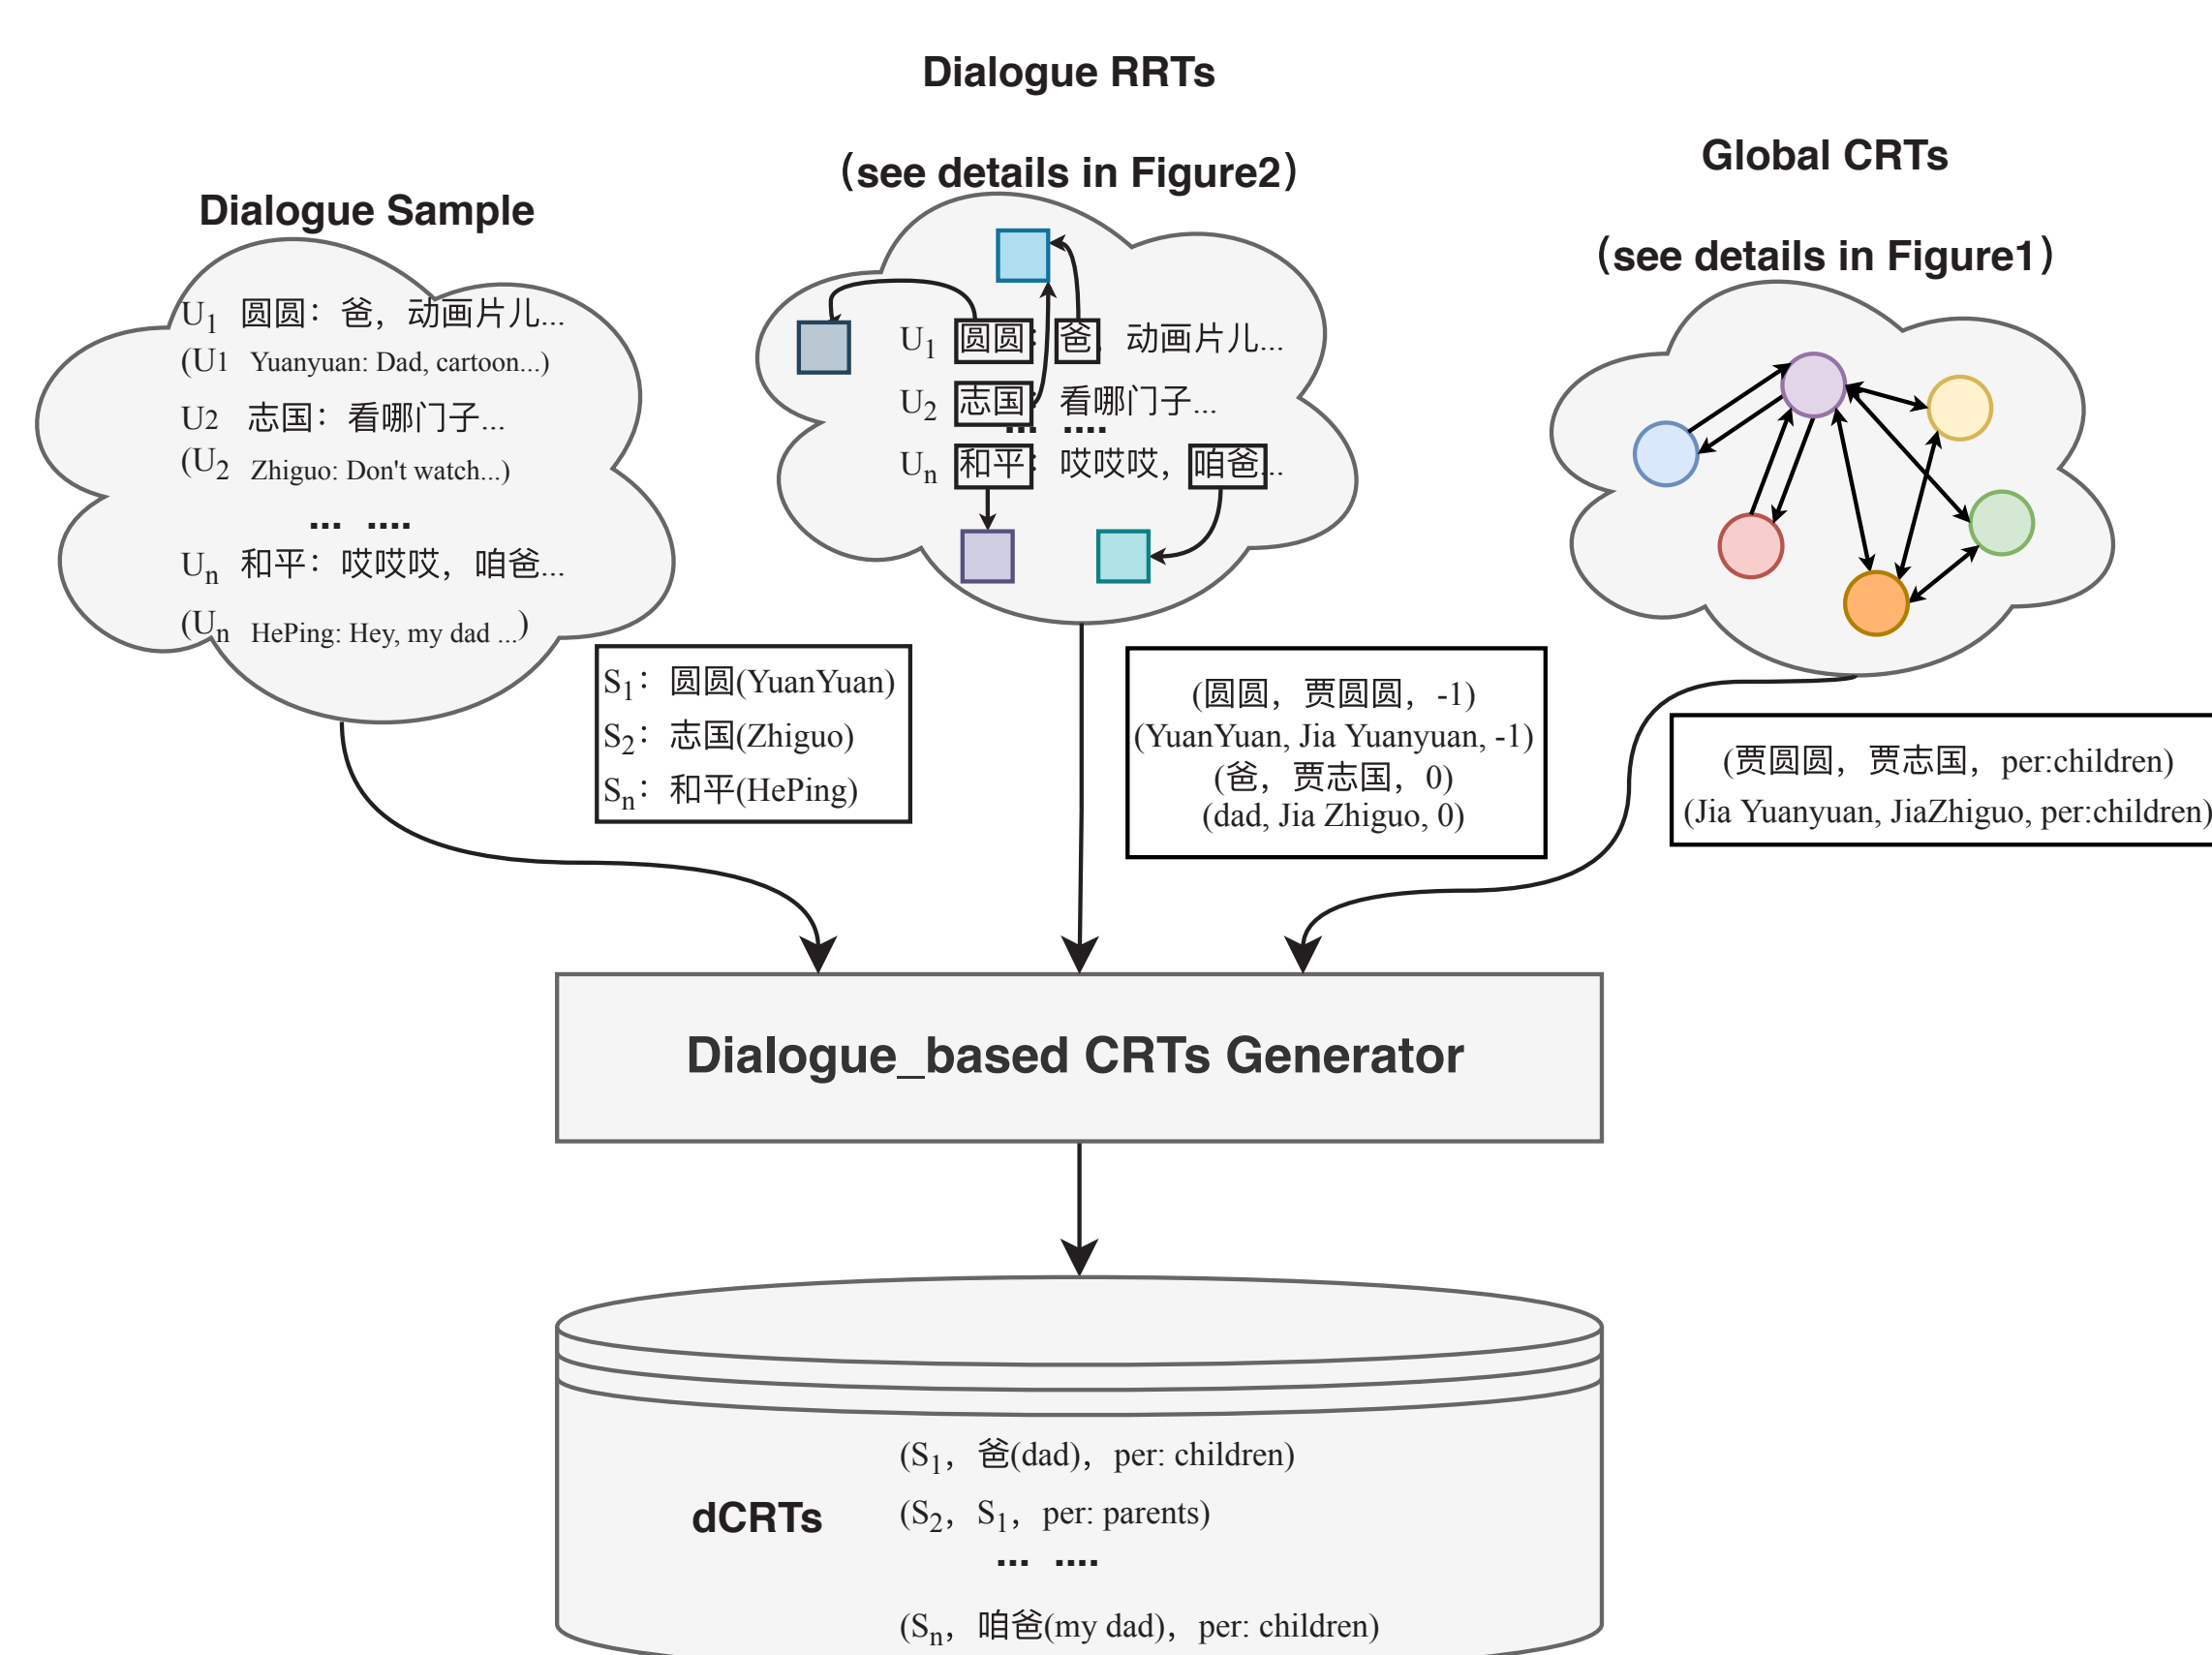 Dialogue Sample
U1 圆圆：爸，动画片儿...
(U1 Yuanyuan: Dad, cartoon...)
U2 志国：看哪门子...
(U2 Zhiguo: Don't watch...)
... ....
Un 和平：哎哎哎，咱爸...
(Un HePing: Hey, my dad ...)
Dialogue RRTs
（see details in Figure2）
U1 圆圆：爸，动画片儿...
U2 志国：看哪门子...
... ....
Un 和平：哎哎哎，咱爸...
Global CRTs
（see details in Figure1）
S1：圆圆(YuanYuan)
S2：志国(Zhiguo)
Sn：和平(HePing)
(圆圆，贾圆圆，-1)
(YuanYuan, Jia Yuanyuan, -1)
(爸，贾志国，0)
(dad, Jia Zhiguo, 0)
(贾圆圆，贾志国，per:children)
(Jia Yuanyuan, JiaZhiguo, per:children)
Dialogue_based CRTs Generator
dCRTs
(S1，爸(dad)，per: children)
(S2，S1，per: parents)
... ....
(Sn，咱爸(my dad)，per: children)